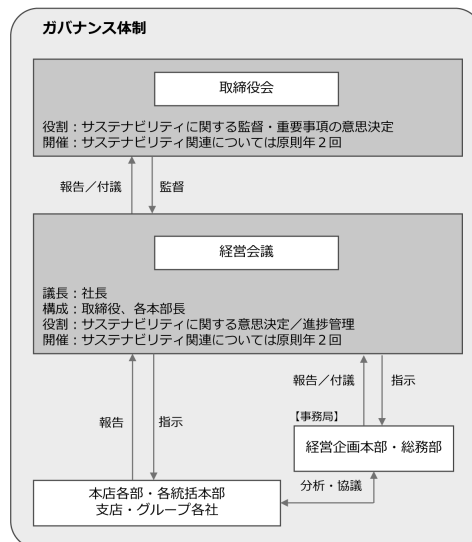 ガバナンス体制
取締役会
役割：サステナビリティに関する監督・重要事項の意思決定
開催：サステナビリティ関連については原則年２回
報告／付議
監督
経営会議
議長：社長
構成：取締役、各本部長
役割：サステナビリティに関する意思決定／進捗管理
開催：サステナビリティ関連については原則年２回
報告
指示
報告／付議
指示
【事務局】
経営企画本部・総務部
分析・協議
本店各部・各統括本部
支店・グループ各社